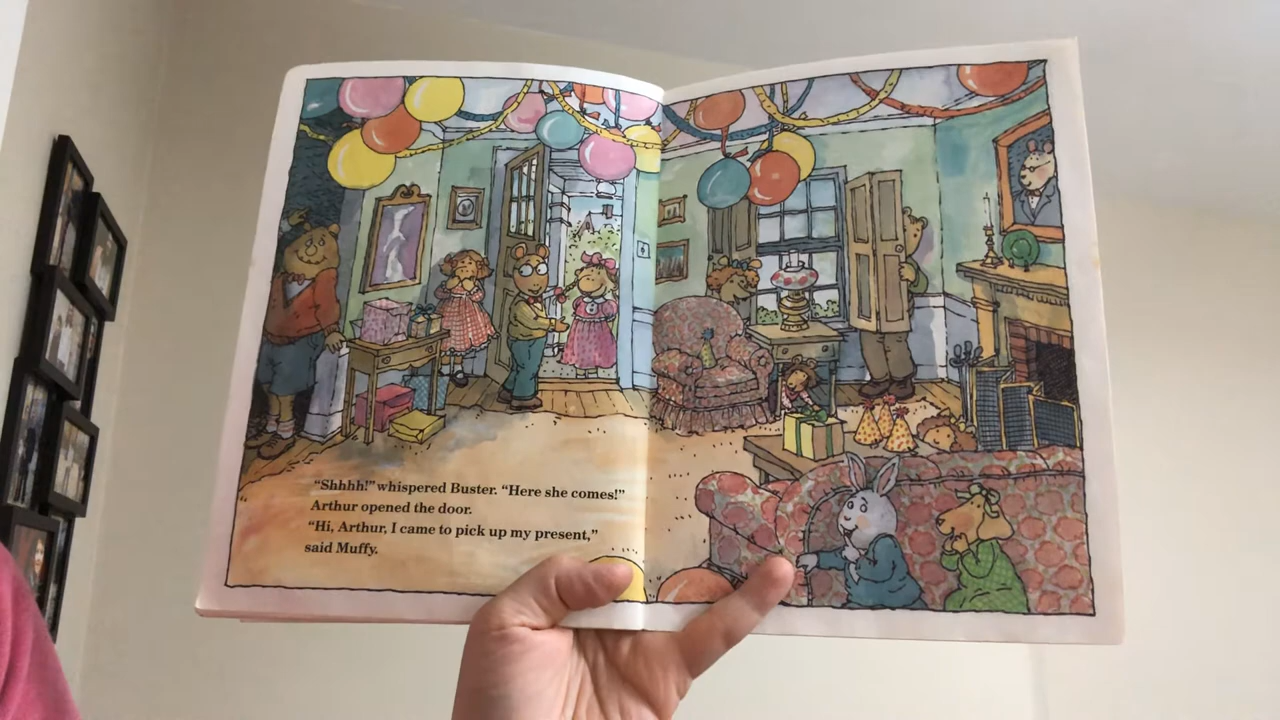 “Shhhh!” whispered Buster. “Here she comes!”
Arthur opened the door.
“Hi, Arthur, I came to pick up my present,”
said Muffy.